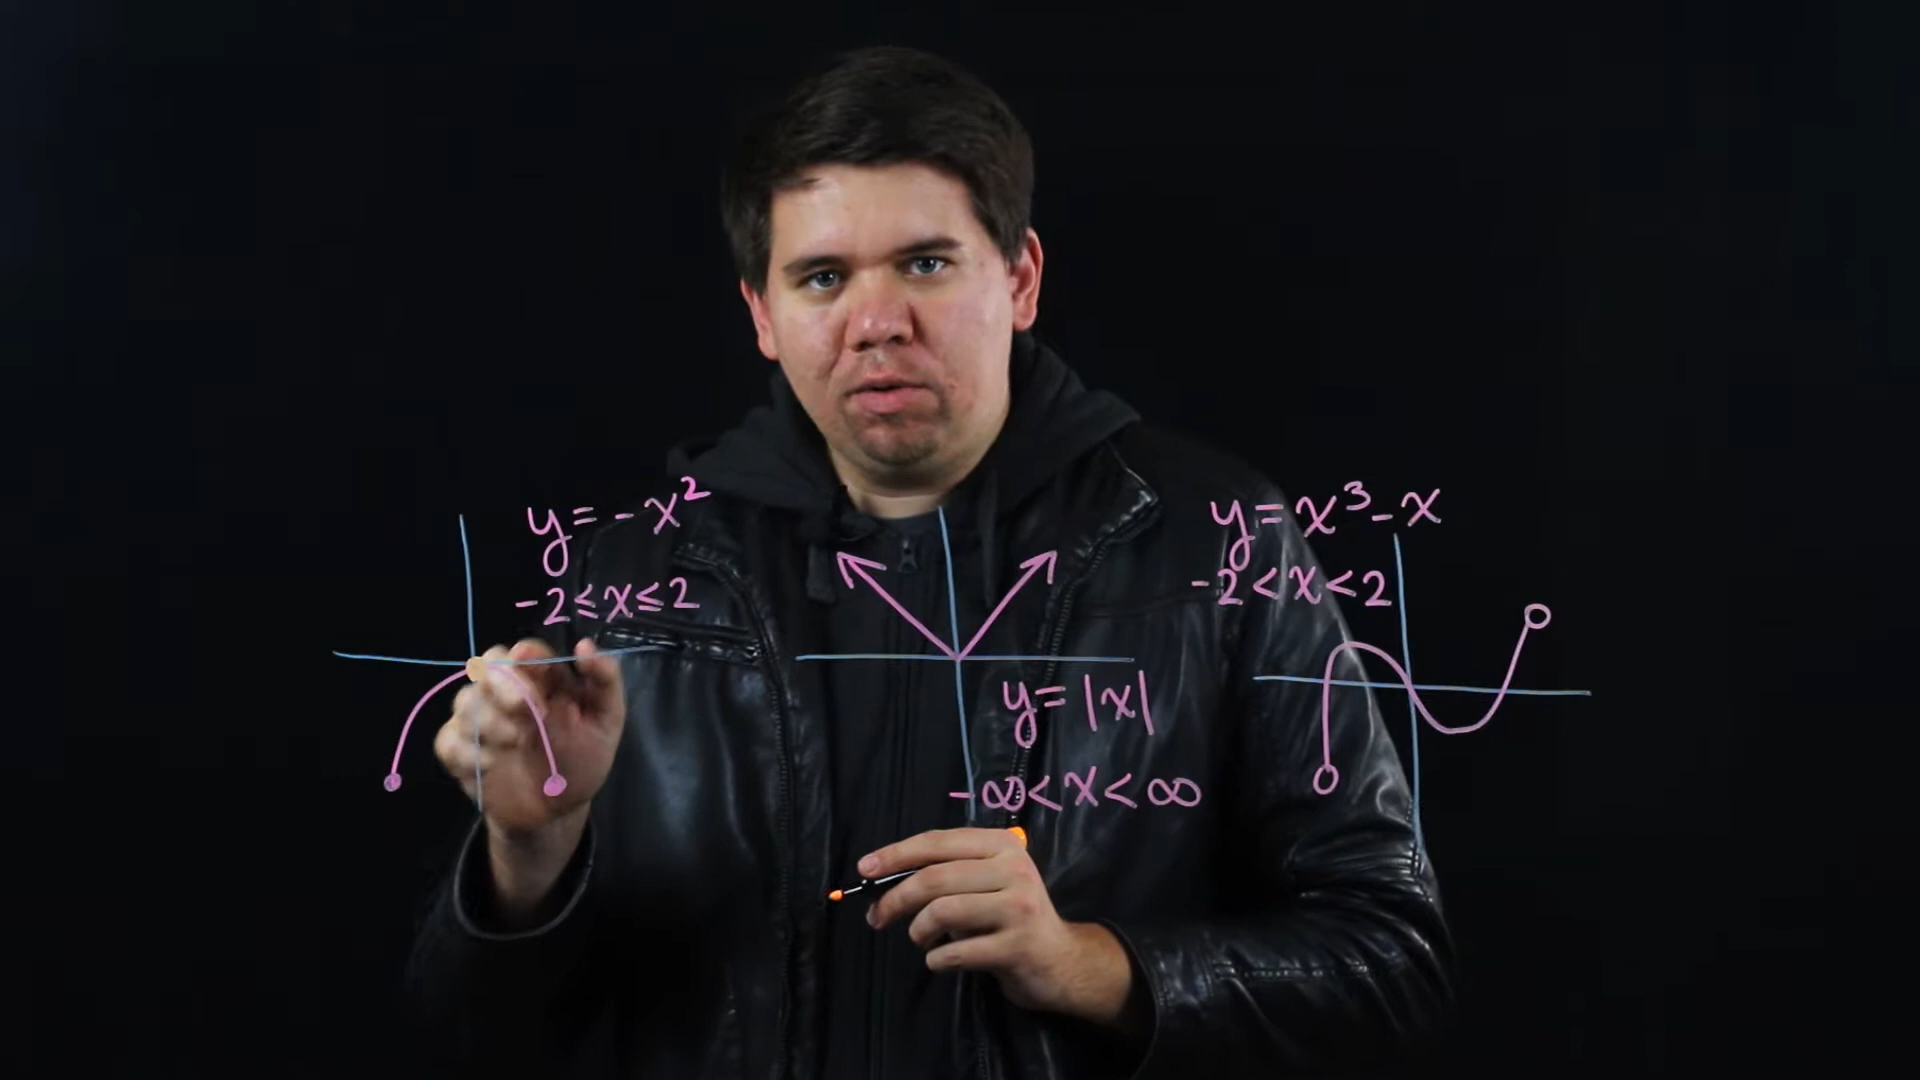 y = -x²
-2 ≤ x ≤ 2
y = |x|
-∞ < x < ∞
y = x³ - x
-2 < x < 2